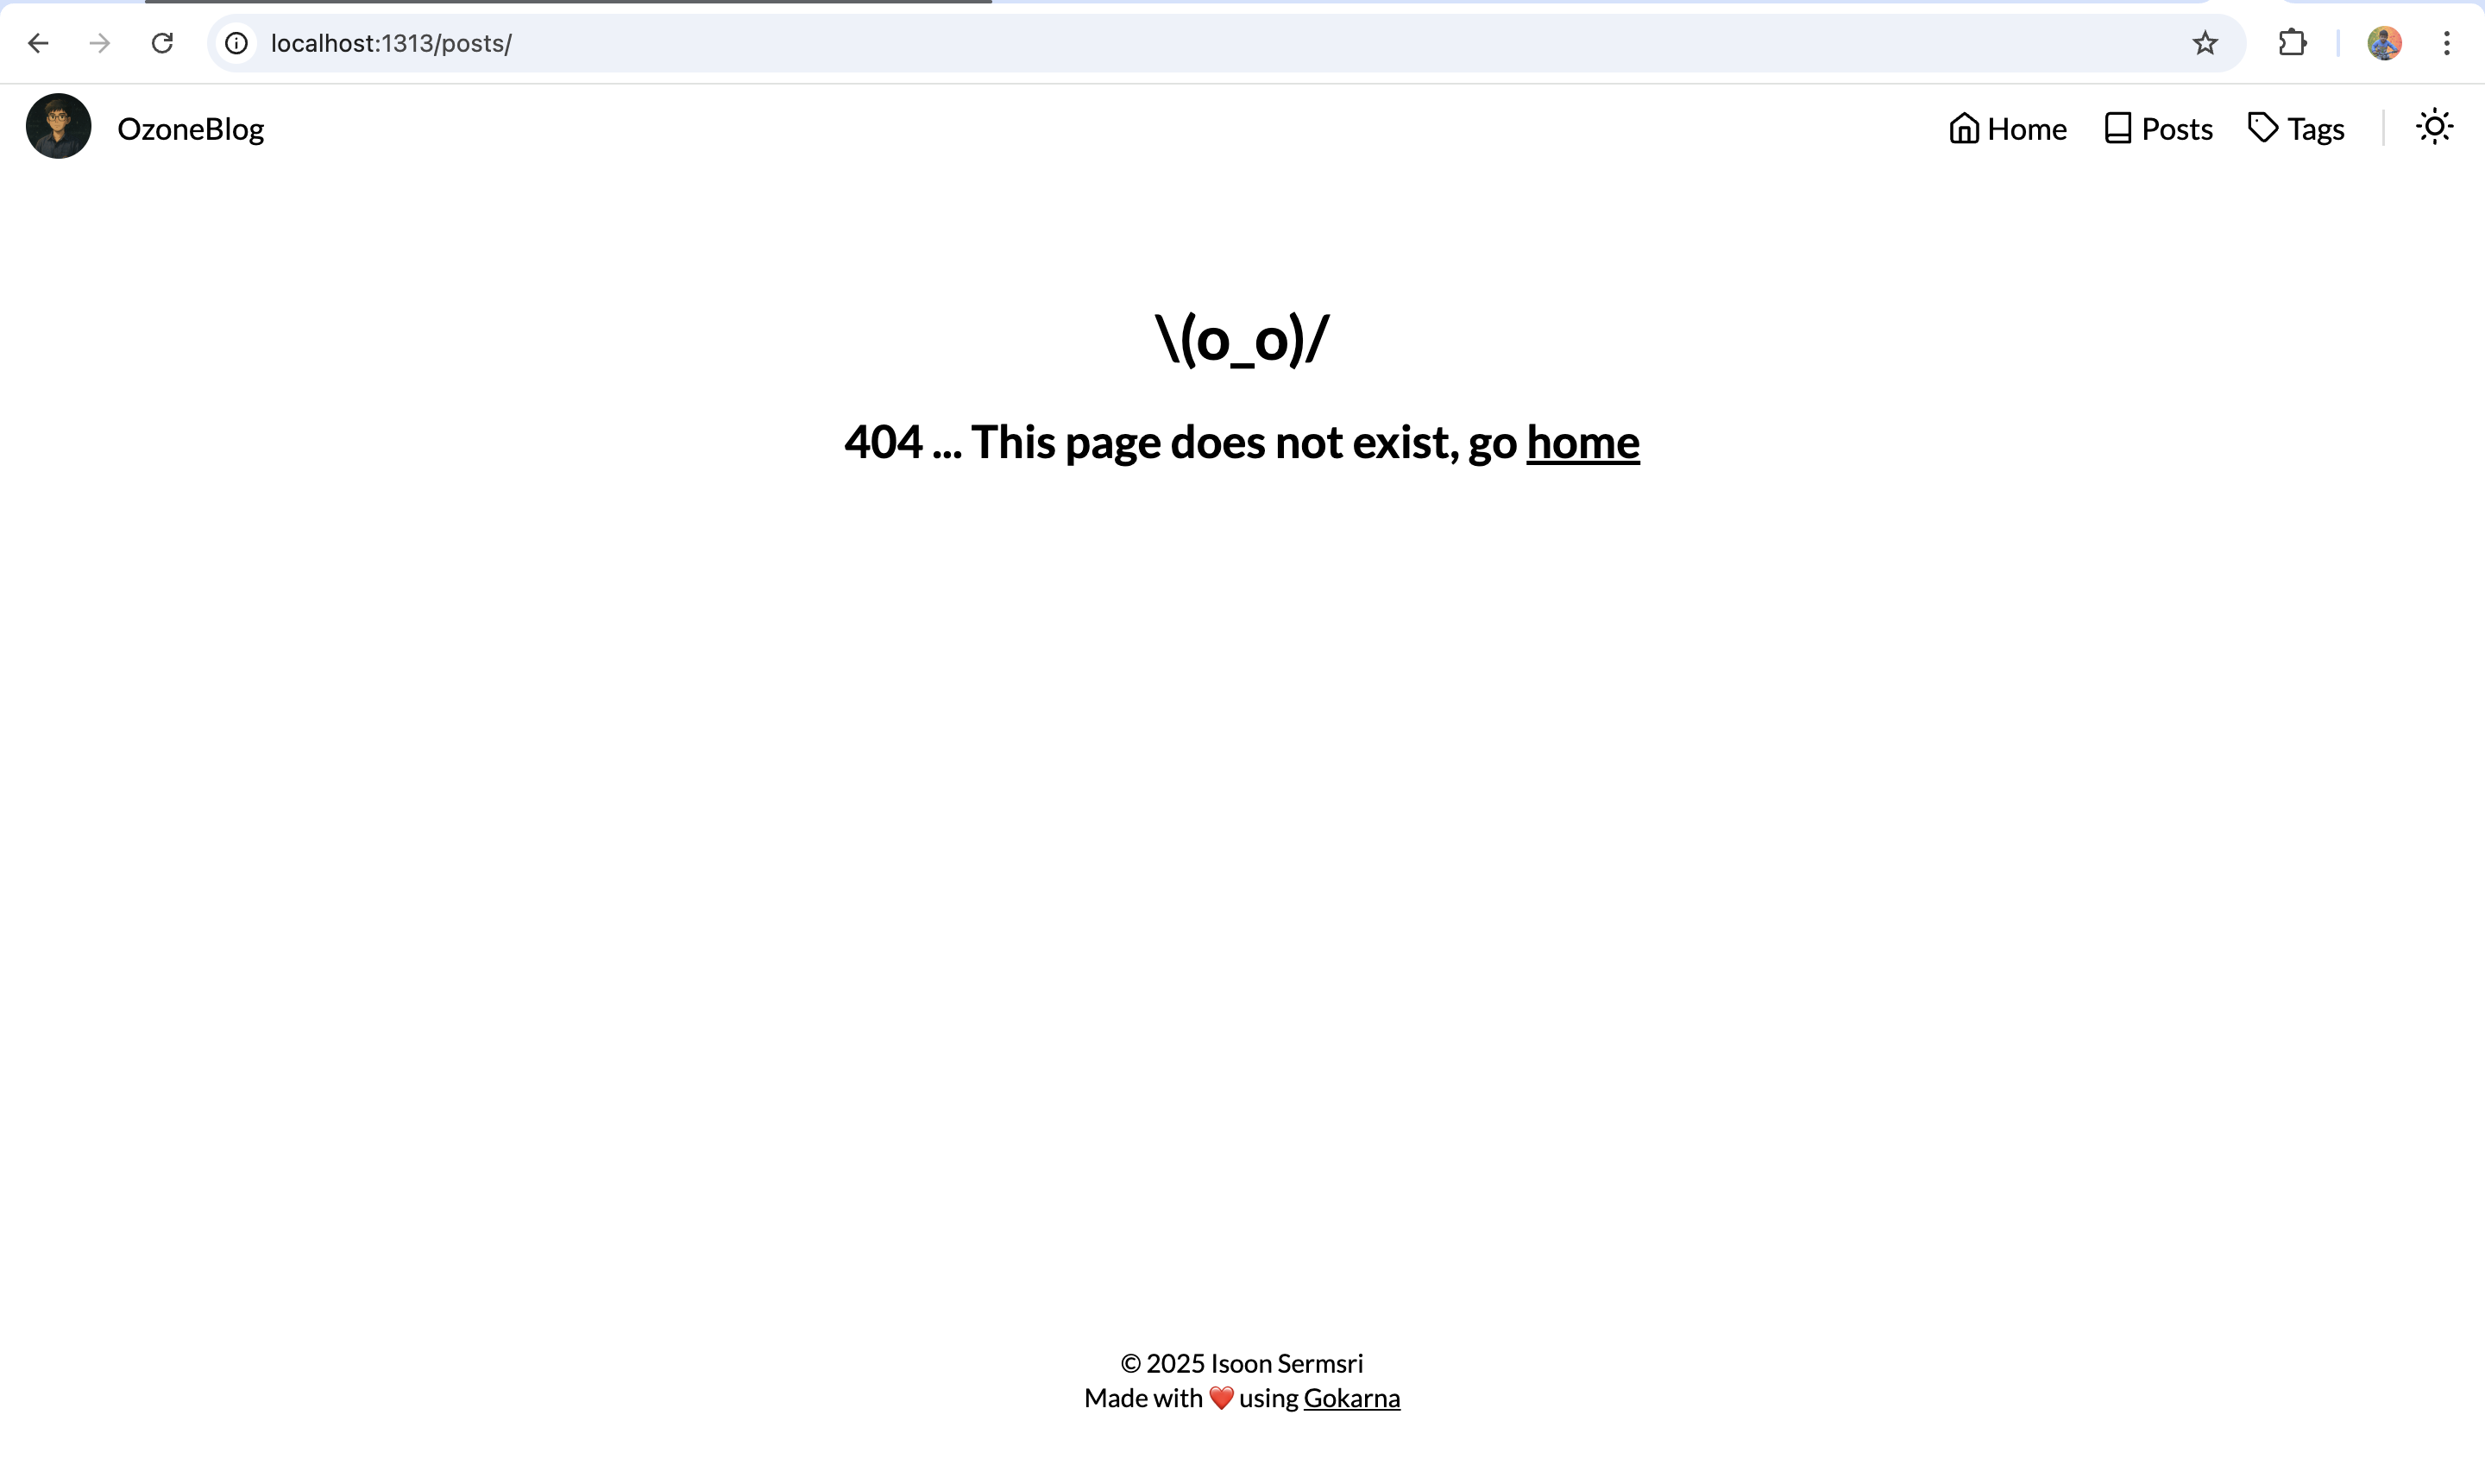 localhost:1313/posts/
OzoneBlog
Home Posts Tags
\(o_o)/
404 ... This page does not exist, go home
© 2025 Isoon Sermsri
Made with ❤️ using Gokarna